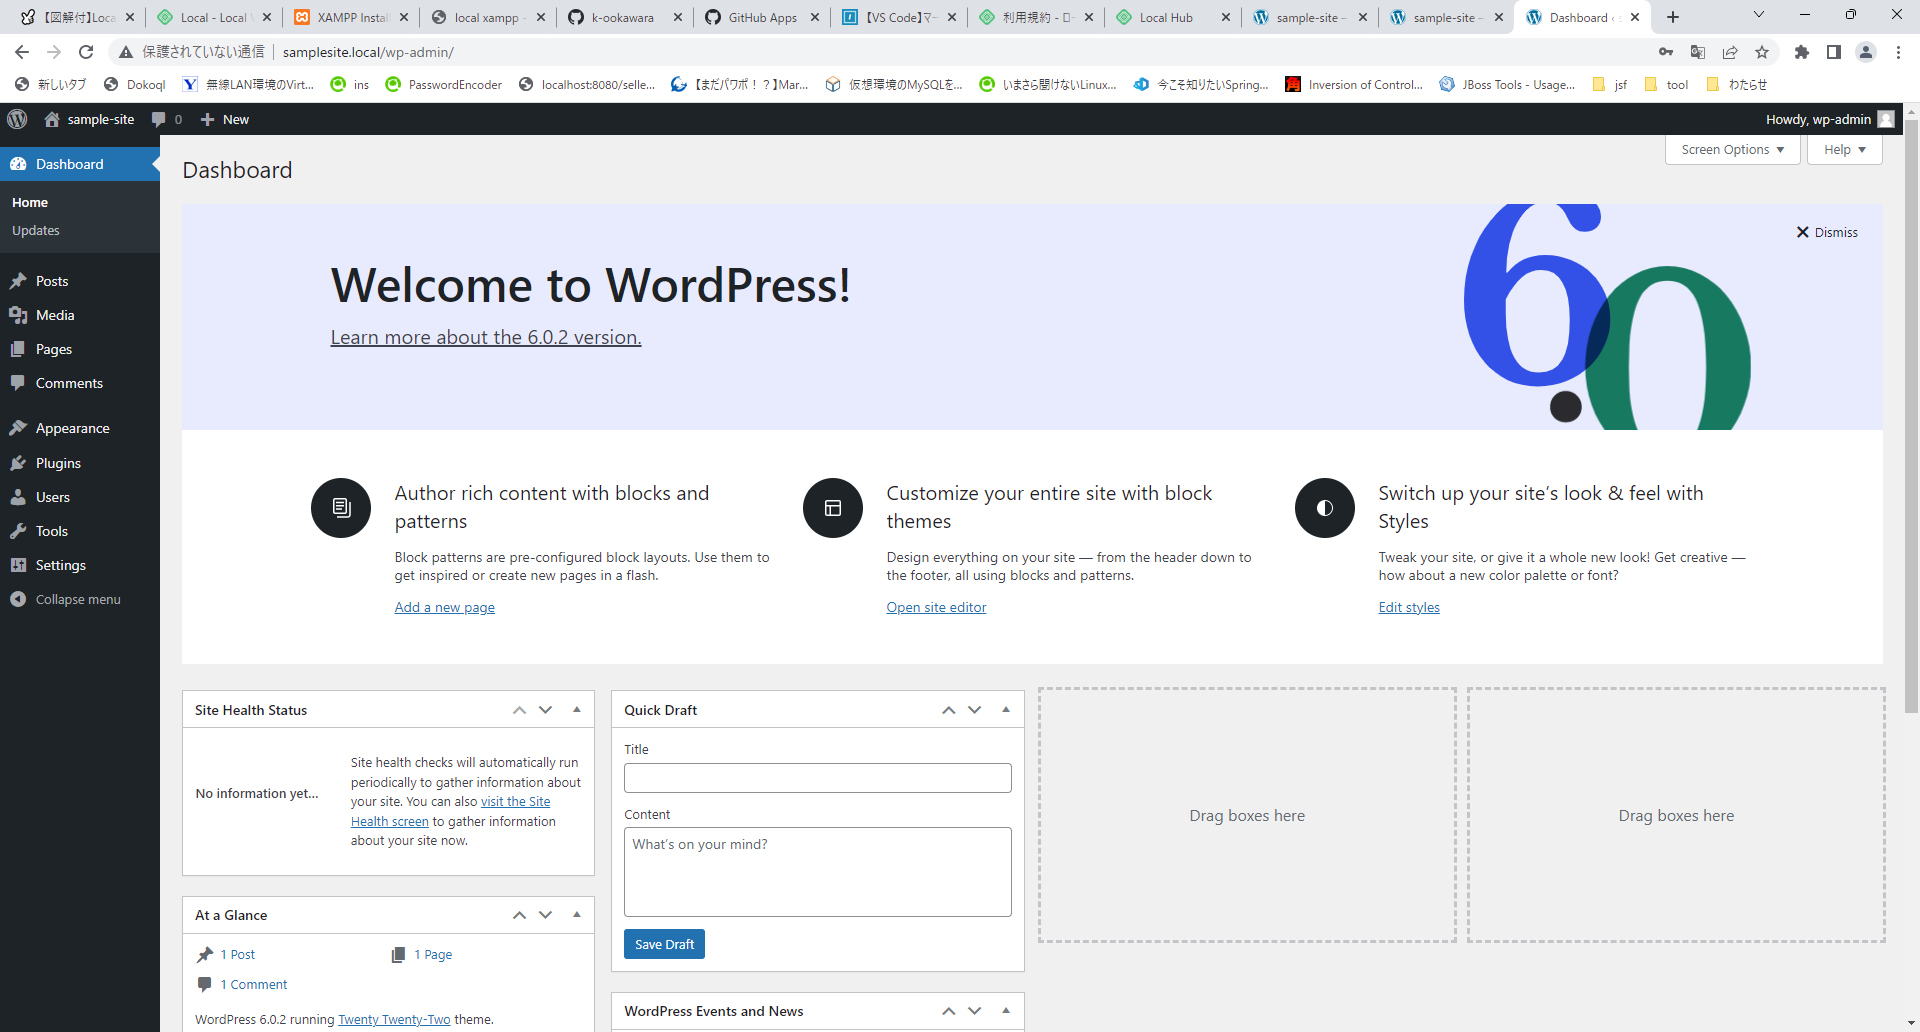 【図解付】Loca
Local - Local W
XAMPP Instal
local xampp -
k-ookawara
GitHub Apps
【VS Code】マー
利用規約 - ロー
Local Hub
sample-site –
sample-site –
Dashboard ‹ s
保護されていない通信
samplesite.local/wp-admin/
新しいタブ
Dokoql
無線LAN環境のVirt...
ins
PasswordEncoder
localhost:8080/selle...
【まだパワポ！？】Mar...
仮想環境のMySQLを...
いまさら聞けないLinux...
今こそ知りたいSpring...
Inversion of Control...
JBoss Tools - Usage...
jsf
tool
わたらせ
sample-site
0
New
Howdy, wp-admin
Dashboard
Home
Updates
Posts
Media
Pages
Comments
Appearance
Plugins
Users
Tools
Settings
Collapse menu
Screen Options
Help
Dashboard
Dismiss
Welcome to WordPress!
Learn more about the 6.0.2 version.
6.0
Author rich content with blocks and
patterns
Block patterns are pre-configured block layouts. Use them to
get inspired or create new pages in a flash.
Add a new page
Customize your entire site with block
themes
Design everything on your site — from the header down to
the footer, all using blocks and patterns.
Open site editor
Switch up your site’s look & feel with
Styles
Tweak your site, or give it a whole new look! Get creative —
how about a new color palette or font?
Edit styles
Site Health Status
No information yet...
Site health checks will automatically run
periodically to gather information about
your site. You can also visit the Site
Health screen to gather information
about your site now.
At a Glance
1 Post
1 Page
1 Comment
WordPress 6.0.2 running Twenty Twenty-Two theme.
Quick Draft
Title
Content
What’s on your mind?
Save Draft
WordPress Events and News
Drag boxes here
Drag boxes here